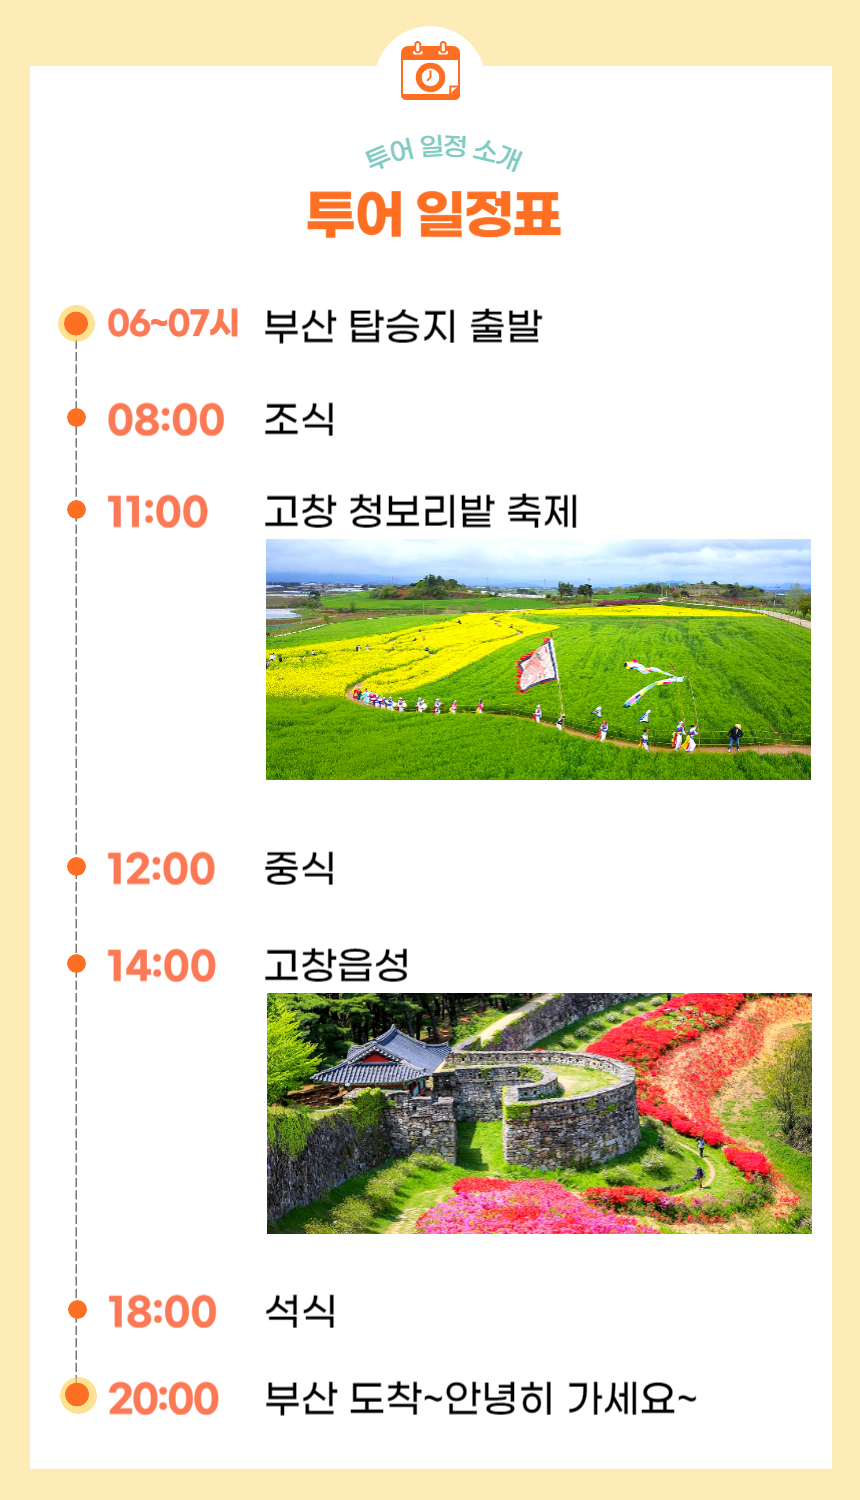 투어 일정 소개
투어 일정표
06~07시 부산 탑승지 출발
08:00 조식
11:00 고창 청보리밭 축제
12:00 중식
14:00 고창읍성
18:00 석식
20:00 부산 도착~안녕히 가세요~